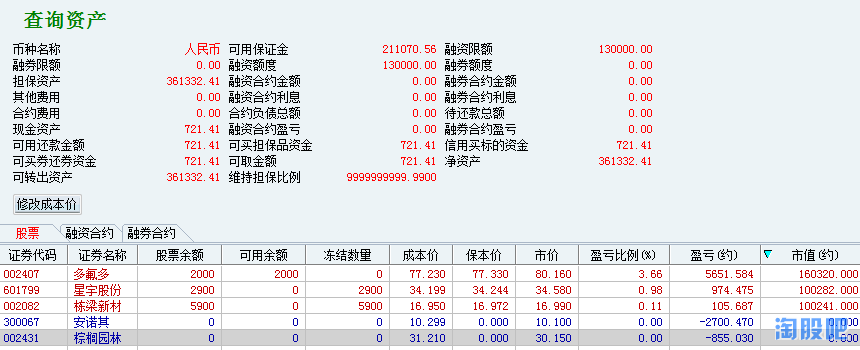 查询资产
币种名称 人民币 可用保证金 211070.56 融资限额 130000.00
融券限额 0.00 融资额度 130000.00 融券额度 0.00
担保资产 361332.41 融资合约金额 0.00 融券合约金额 0.00
其他费用 0.00 融资合约利息 0.00 融券合约利息 0.00
合约费用 0.00 合约负债总额 0.00 待还款总额 0.00
现金资产 721.41 融资合约盈亏 0.00 融券合约盈亏 0.00
可用还款金额 721.41 可买担保品资金 721.41 信用买标的资金 721.41
可买券还券资金 721.41 可取金额 721.41 净资产 361332.41
可转出资产 361332.41 维持担保比例 9999999999.9900
修改成本价
股票 融资合约 融券合约
证券代码 证券名称 股票余额 可用余额 冻结数量 成本价 保本价 市价 盈亏比例(%) 盈亏(约) 市值(约)
002407 多氟多 2000 2000 0 77.230 77.330 80.160 3.66 5651.584 160320.000
601799 星宇股份 2900 0 2900 34.199 34.244 34.580 0.98 974.475 100282.000
002082 栋梁新材 5900 0 5900 16.950 16.972 16.990 0.11 105.687 100241.000
300067 安诺其 0 0 0 10.299 0.000 10.100 0.00 -2700.470 0.000
002431 棕榈园林 0 0 0 31.210 0.000 30.150 0.00 -855.030 0.000
淘股吧